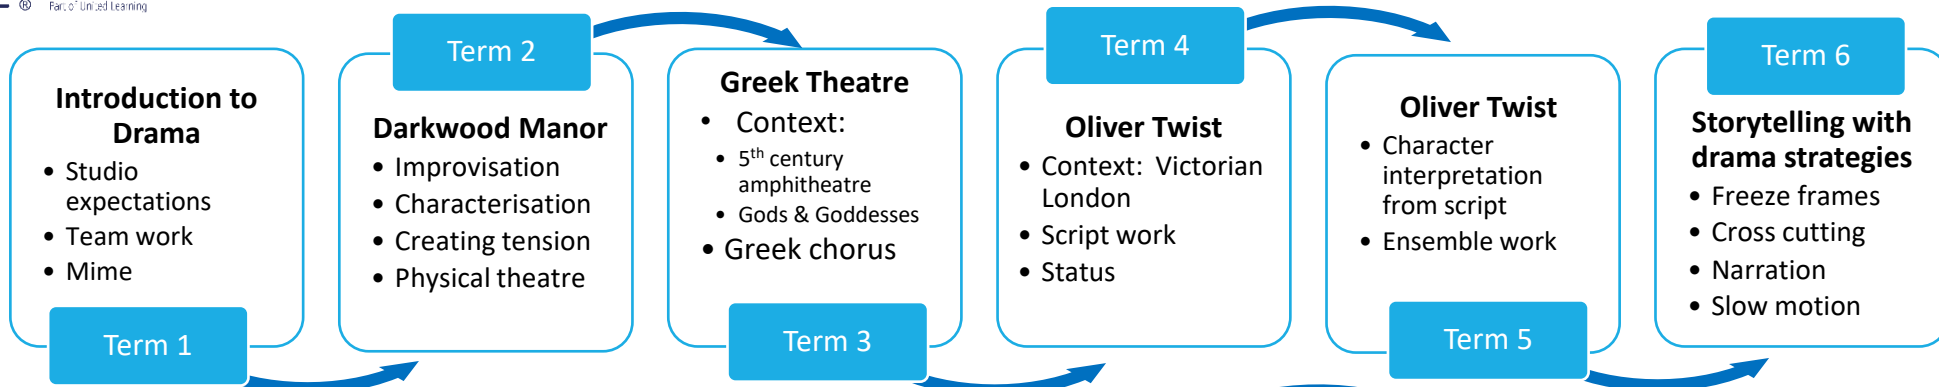 ® Part of United Learning
Introduction to
Drama
• Studio
expectations
• Team work
• Mime
Term 1
Term 2
Darkwood Manor
• Improvisation
• Characterisation
• Creating tension
• Physical theatre
Greek Theatre
• Context:
• 5th century
amphitheatre
• Gods & Goddesses
• Greek chorus
Term 3
Term 4
Oliver Twist
• Context: Victorian
London
• Script work
• Status
Oliver Twist
• Character
interpretation
from script
• Ensemble work
Term 5
Term 6
Storytelling with
drama strategies
• Freeze frames
• Cross cutting
• Narration
• Slow motion